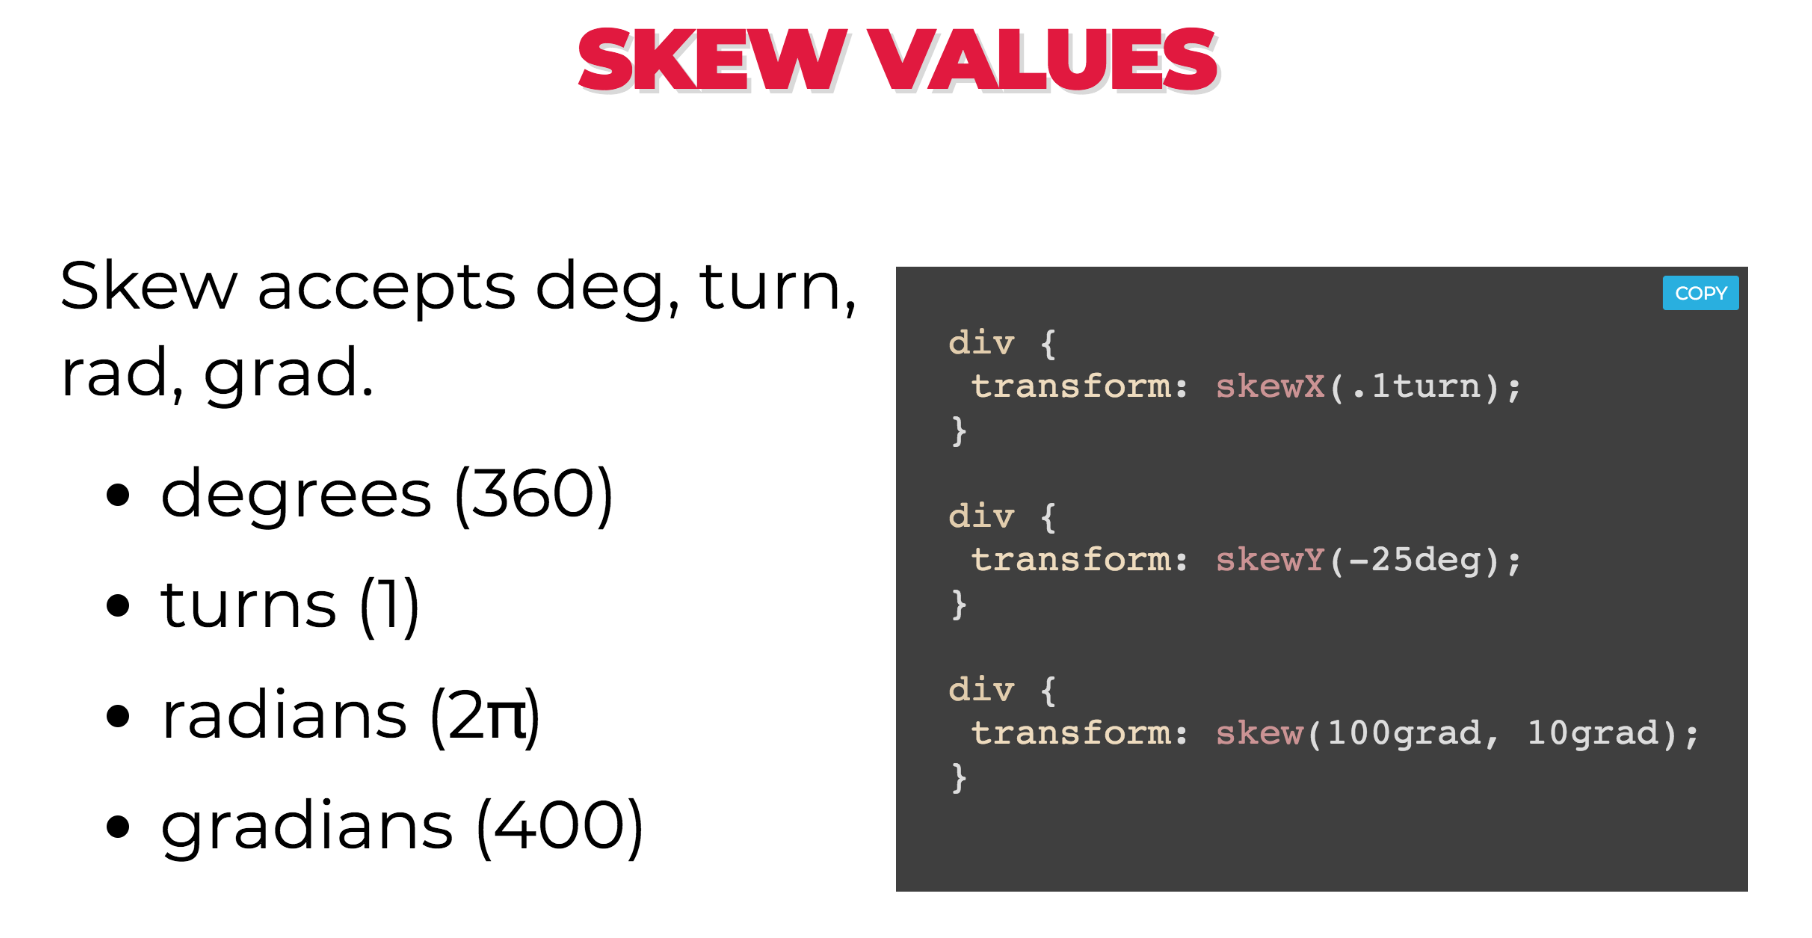 SKEW VALUES
Skew accepts deg, turn,
rad, grad.
• degrees (360)
• turns (1)
• radians (2π)
• gradians (400)
COPY
div {
 transform: skewX(.1turn);
}
div {
 transform: skewY(-25deg);
}
div {
 transform: skew(100grad, 10grad);
}